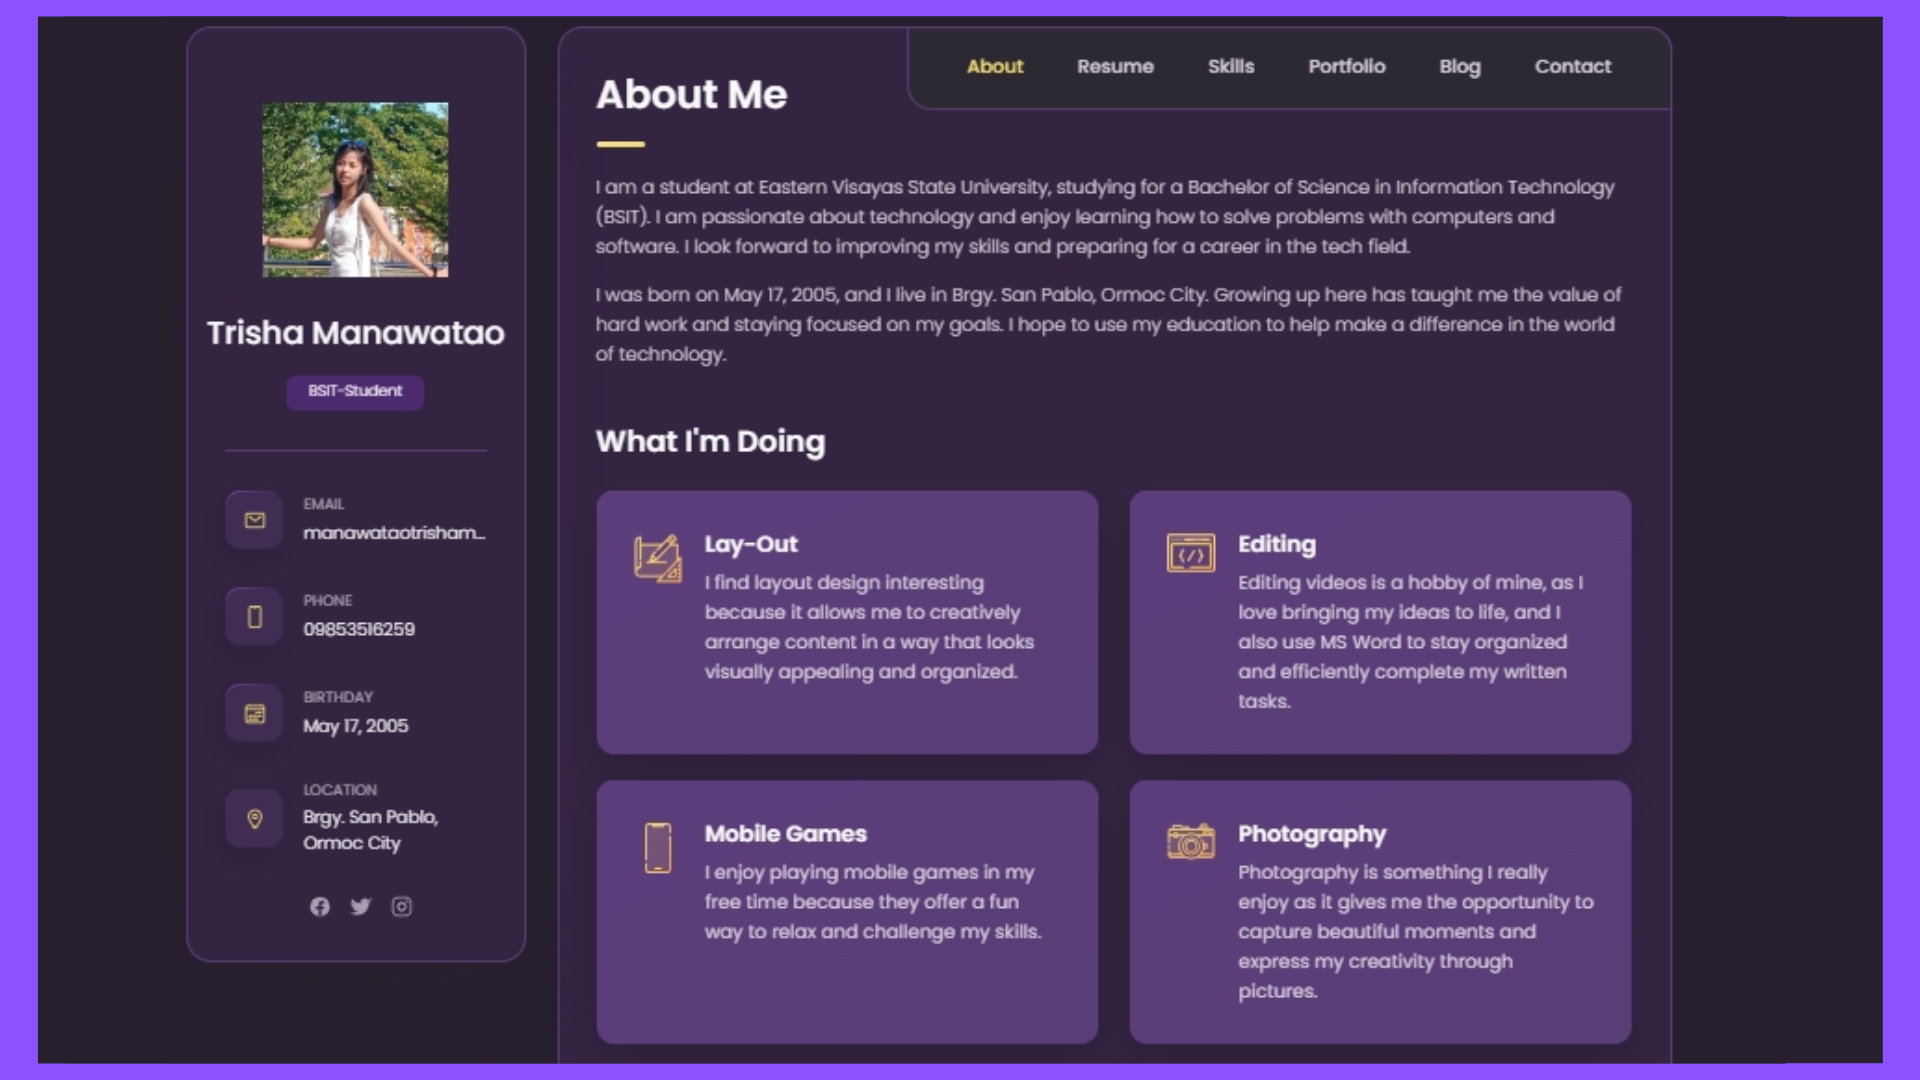 Trisha Manawatao
BSIT-Student
EMAIL
manawataotrisham...
PHONE
09853516259
BIRTHDAY
May 17, 2005
LOCATION
Brgy. San Pablo,
Ormoc City
About
Resume
Skills
Portfolio
Blog
Contact
About Me
I am a student at Eastern Visayas State University, studying for a Bachelor of Science in Information Technology
(BSIT). I am passionate about technology and enjoy learning how to solve problems with computers and
software. I look forward to improving my skills and preparing for a career in the tech field.
I was born on May 17, 2005, and I live in Brgy. San Pablo, Ormoc City. Growing up here has taught me the value of
hard work and staying focused on my goals. I hope to use my education to help make a difference in the world
of technology.
What I'm Doing
Lay-Out
I find layout design interesting
because it allows me to creatively
arrange content in a way that looks
visually appealing and organized.
Editing
Editing videos is a hobby of mine, as I
love bringing my ideas to life, and I
also use MS Word to stay organized
and efficiently complete my written
tasks.
Mobile Games
I enjoy playing mobile games in my
free time because they offer a fun
way to relax and challenge my skills.
Photography
Photography is something I really
enjoy as it gives me the opportunity to
capture beautiful moments and
express my creativity through
pictures.